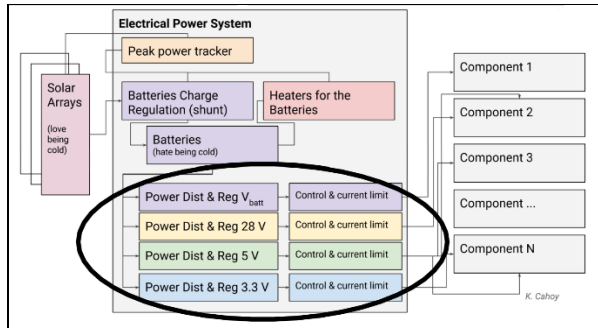 Electrical Power System
Peak power tracker
Solar
Arrays
(love
being
cold)
Batteries Charge
Regulation (shunt)
Heaters for the
Batteries
Batteries
(hate being cold)
Power Dist & Reg Vbatt
Control & current limit
Power Dist & Reg 28 V
Control & current limit
Power Dist & Reg 5 V
Control & current limit
Power Dist & Reg 3.3 V
Control & current limit
Component 1
Component 2
Component 3
Component ...
Component N
K. Cahoy